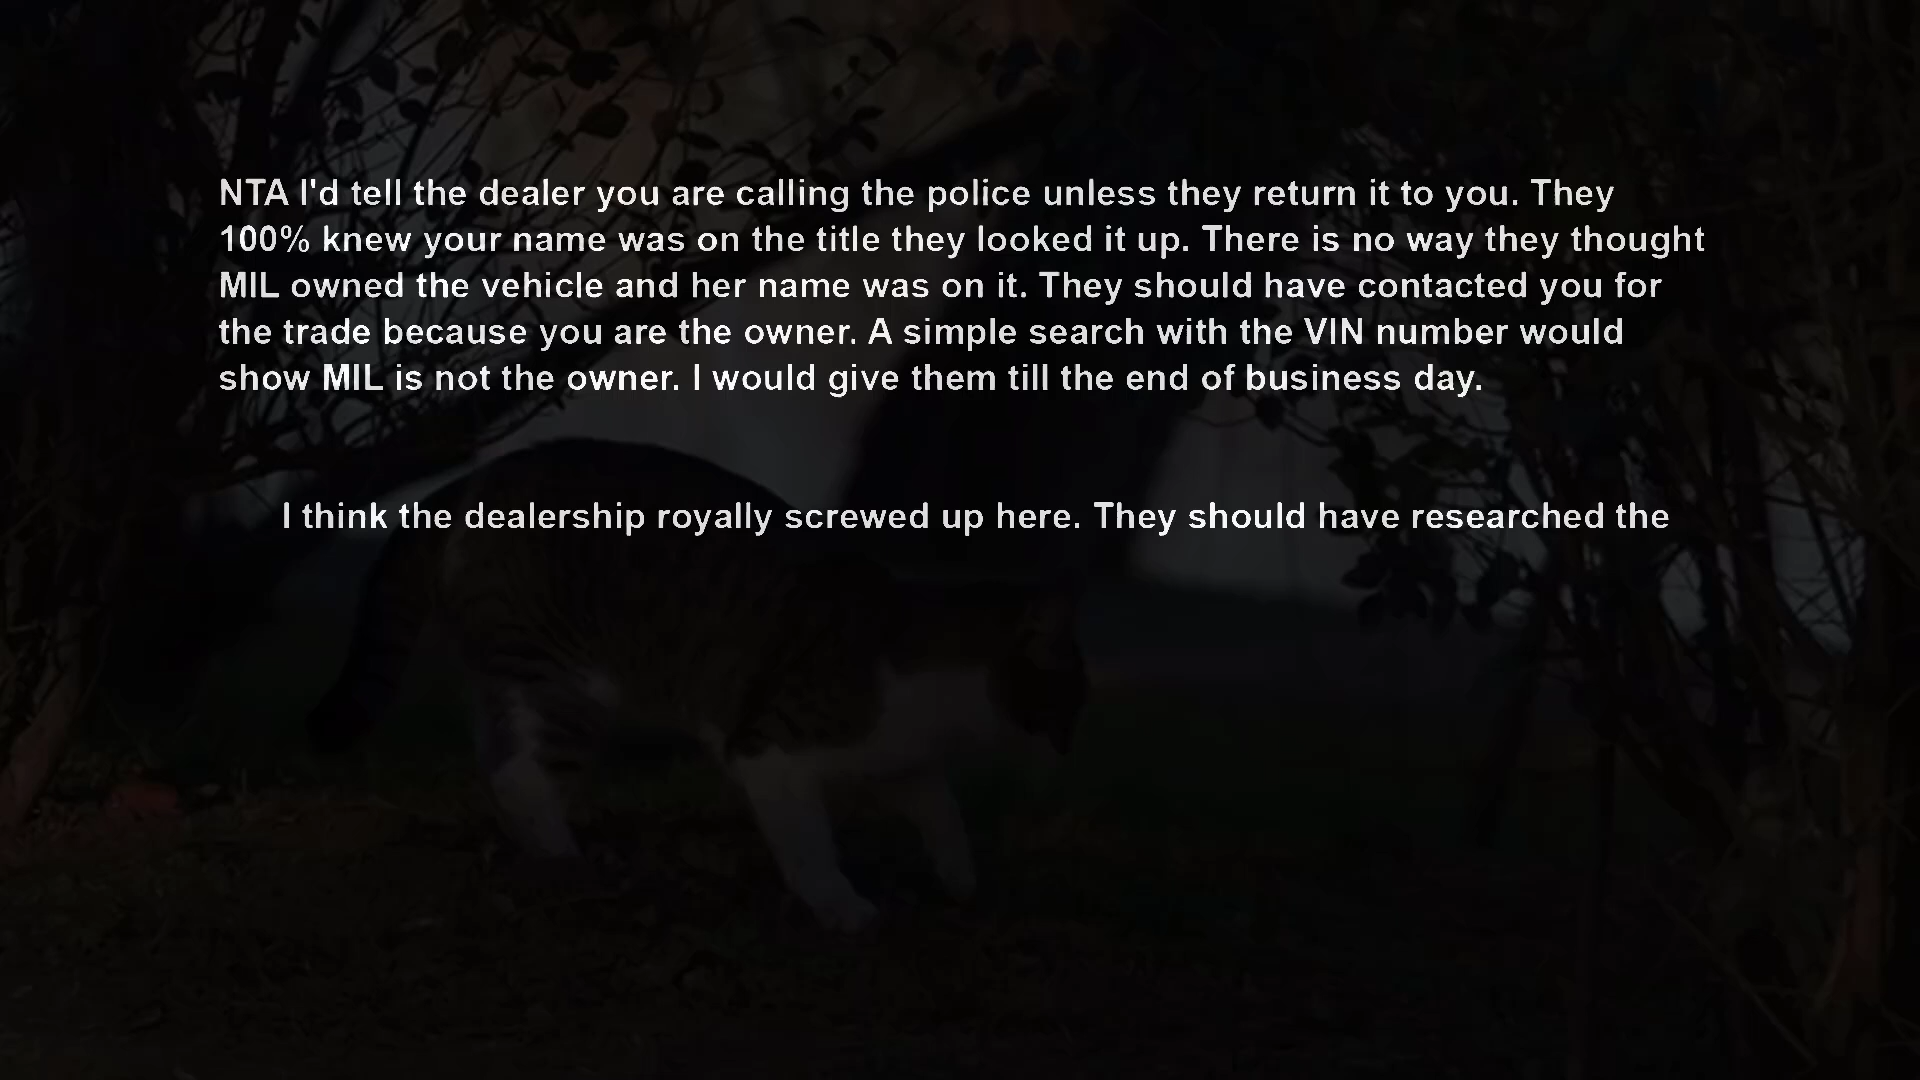 NTA I'd tell the dealer you are calling the police unless they return it to you. They
100% knew your name was on the title they looked it up. There is no way they thought
MIL owned the vehicle and her name was on it. They should have contacted you for
the trade because you are the owner. A simple search with the VIN number would
show MIL is not the owner. I would give them till the end of business day.
I think the dealership royally screwed up here. They should have researched the